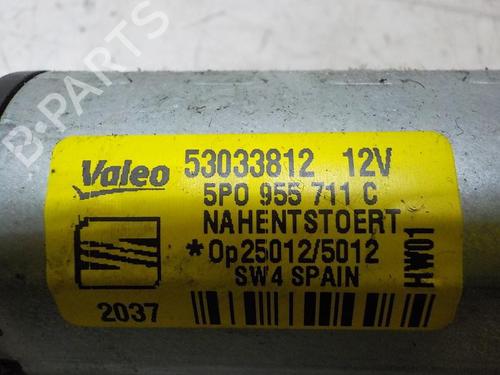 B-PARTS
Valeo 53033812 12V
5P0 955 711 C
NAHENTSTOERT
*Op25012/5012
SW4 SPAIN
2037
HW01